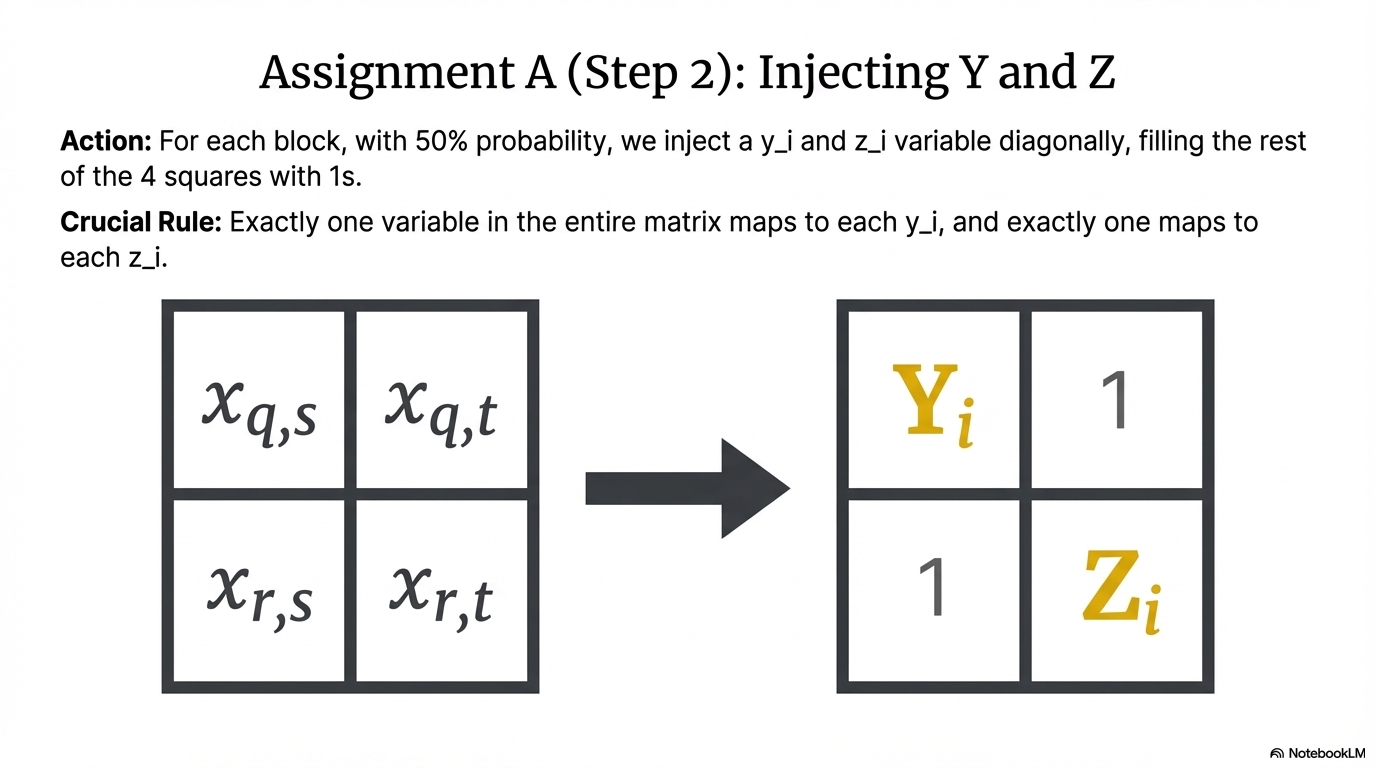 Assignment A (Step 2): Injecting Y and Z
Action: For each block, with 50% probability, we inject a y_i and z_i variable diagonally, filling the rest
of the 4 squares with 1s.
Crucial Rule: Exactly one variable in the entire matrix maps to each y_i, and exactly one maps to
each z_i.
x_{q,s} x_{q,t}
x_{r,s} x_{r,t}
Y_i 1
1 Z_i
NotebookLM